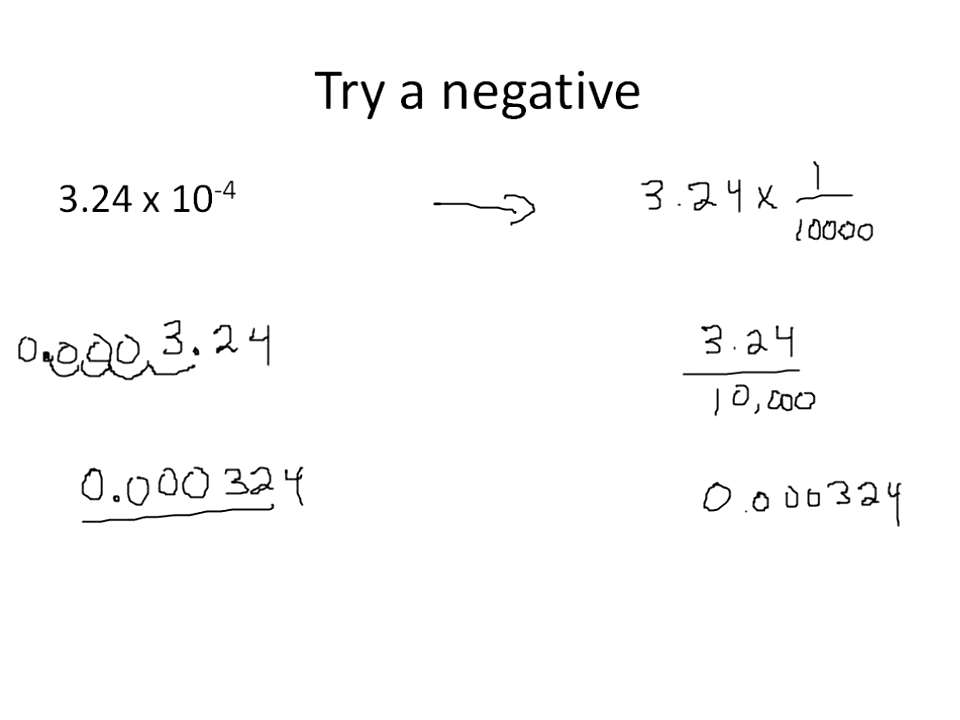 Try a negative
3.24 x 10⁻⁴
3.24 x 1/10000
0.000 3.24
3.24/10,000
0.000324
0.000324